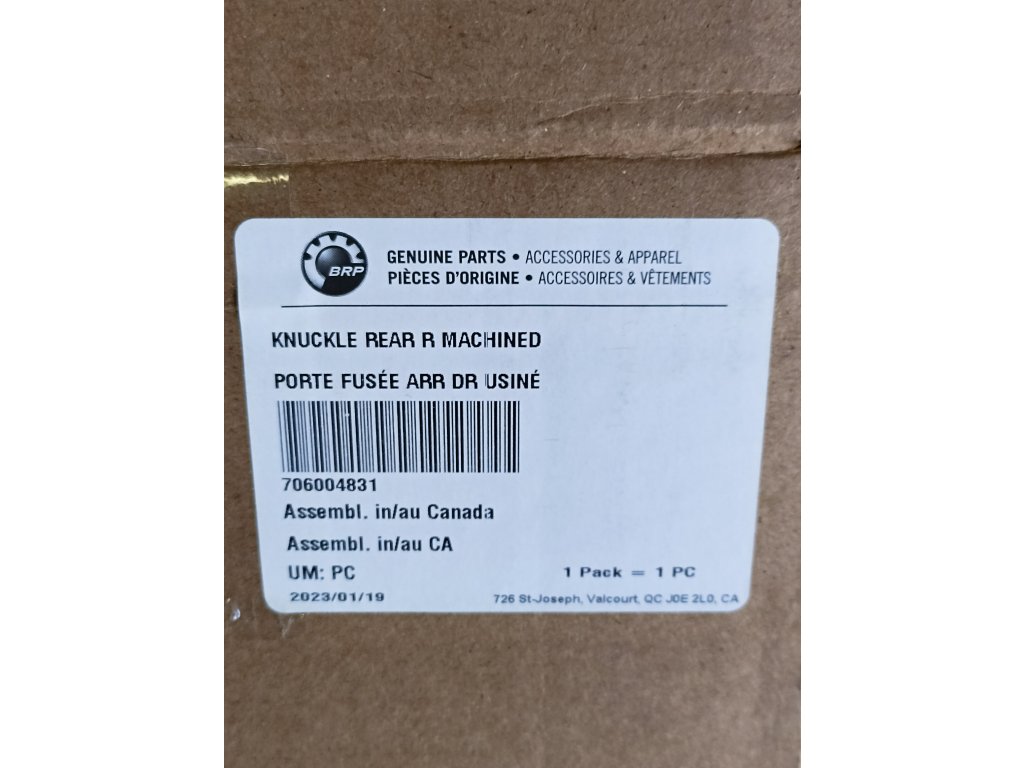 BRP
GENUINE PARTS • ACCESSORIES & APPAREL
PIÈCES D'ORIGINE • ACCESSOIRES & VÊTEMENTS
KNUCKLE REAR R MACHINED
PORTE FUSÉE ARR DR USINÉ
706004831
Assembl. in/au Canada
Assembl. in/au CA
UM: PC 1 Pack = 1 PC
2023/01/19 726 St-Joseph, Valcourt, QC J0E 2L0, CA